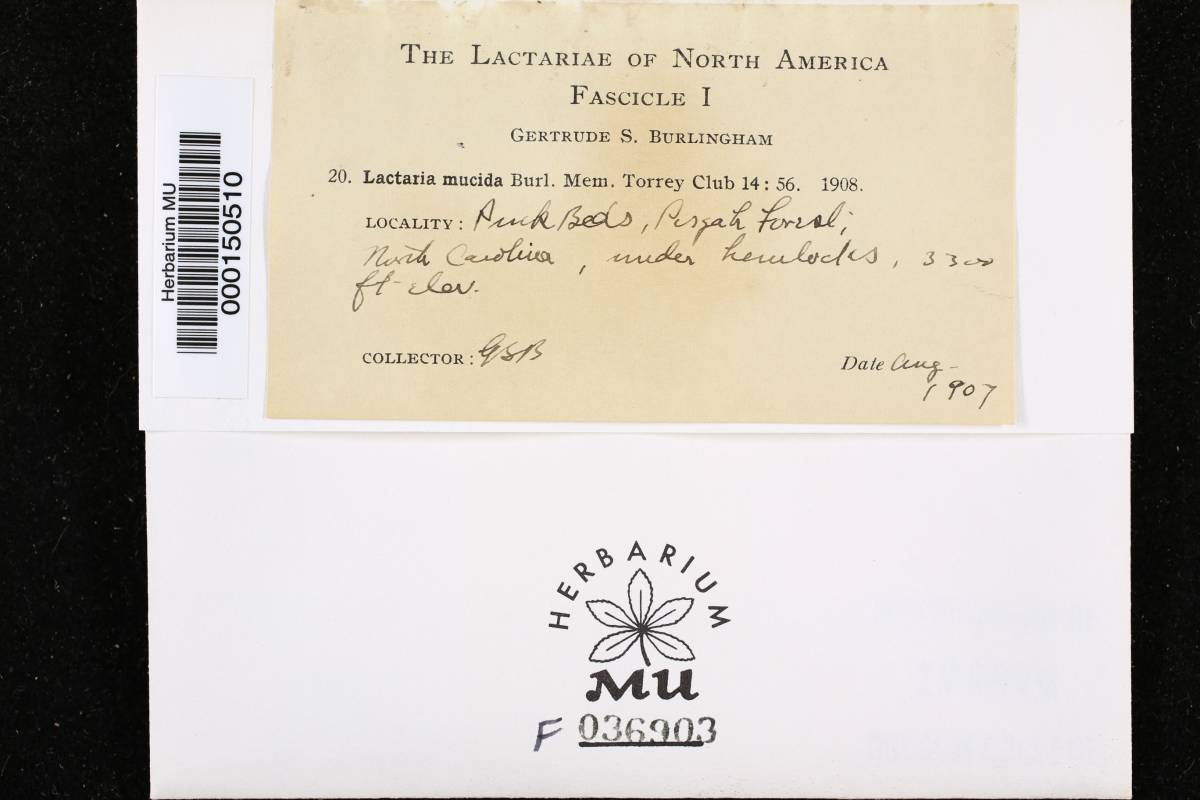 THE LACTARIAE OF NORTH AMERICA
FASCICLE I
GERTRUDE S. BURLINGHAM
20. Lactaria mucida Burl. Mem. Torrey Club 14: 56. 1908.
LOCALITY: Pink Beds, Pisgah Forest;
North Carolina, under hemlocks, 3300
ft-elev.
COLLECTOR: GSB
Date Aug-
1907
Herbarium MU
000150510
HERBARIUM
MU
F 036903